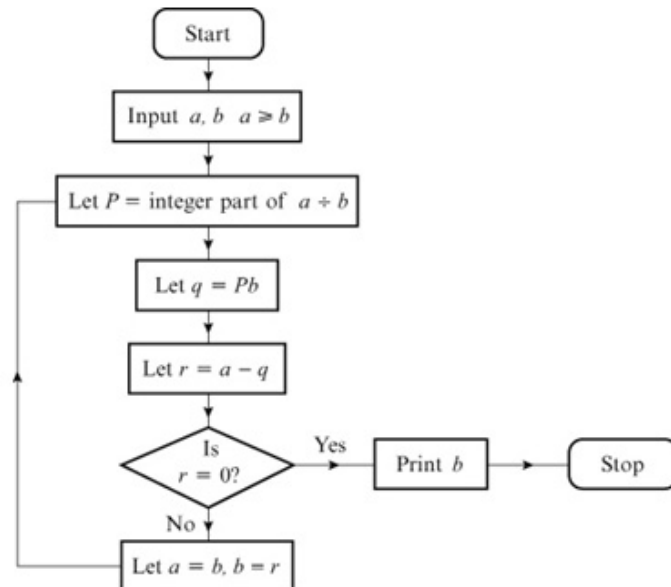 Start
Input a, b  a ⩾ b
Let P = integer part of a ÷ b
Let q = Pb
Let r = a − q
Is
r = 0?
Yes
Print b
Stop
No
Let a = b, b = r